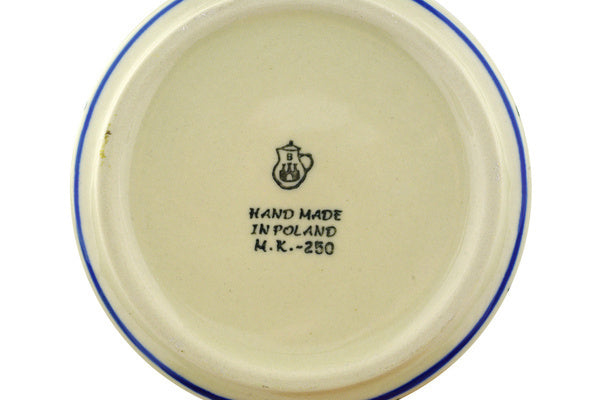 B
HAND MADE
IN POLAND
M.K.-250